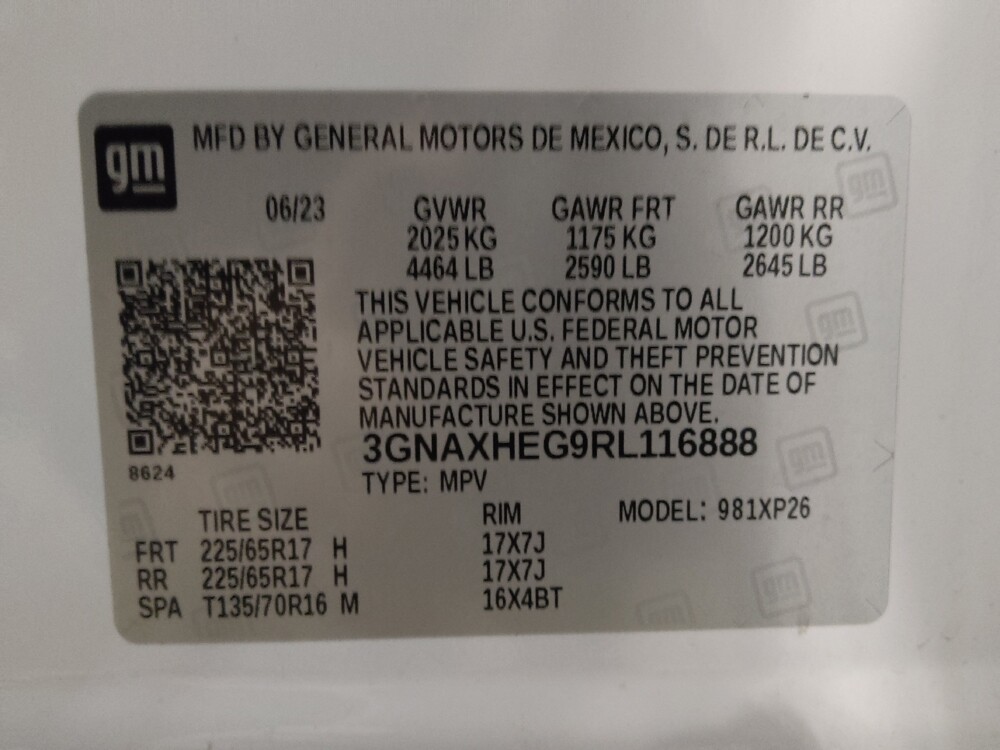 gm
MFD BY GENERAL MOTORS DE MEXICO, S. DE R.L. DE C.V.
06/23 GVWR GAWR FRT GAWR RR
2025 KG 1175 KG 1200 KG
4464 LB 2590 LB 2645 LB
THIS VEHICLE CONFORMS TO ALL
APPLICABLE U.S. FEDERAL MOTOR
VEHICLE SAFETY AND THEFT PREVENTION
STANDARDS IN EFFECT ON THE DATE OF
MANUFACTURE SHOWN ABOVE.
3GNAXHEG9RL116888
8624
TYPE: MPV
TIRE SIZE RIM MODEL: 981XP26
FRT 225/65R17 H 17X7J
RR 225/65R17 H 17X7J
SPA T135/70R16 M 16X4BT